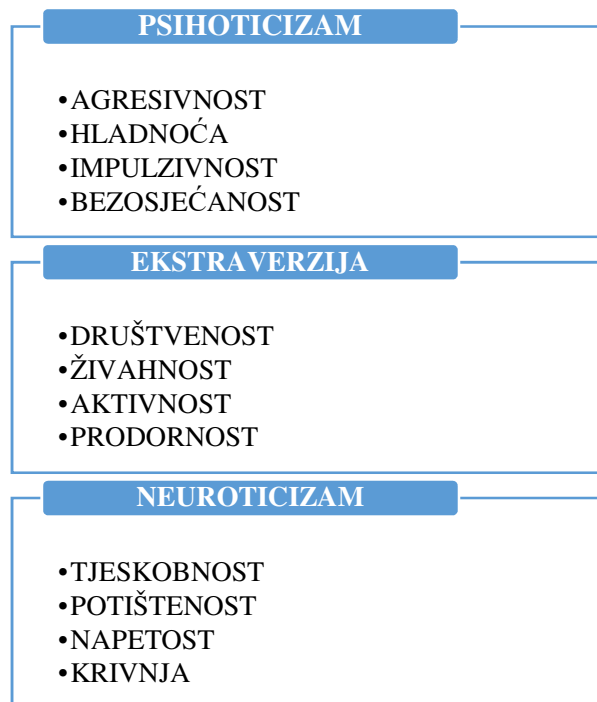 PSIHOTICIZAM
•AGRESIVNOST
•HLADNOĆA
•IMPULZIVNOST
•BEZOSJEĆANOST
EKSTRAVERZIJA
•DRUŠTVENOST
•ŽIVAHNOST
•AKTIVNOST
•PRODORNOST
NEUROTICIZAM
•TJESKOBNOST
•POTIŠTENOST
•NAPETOST
•KRIVNJA